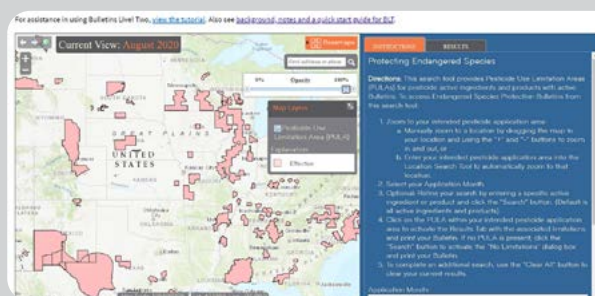 For assistance in using Bulletins Live! Two, view the tutorial. Also see background, notes and a quick start guide for BLT.
Current View: August 2020
Basemaps
INSTRUCTIONS
RESULTS
Find address or place
0%
Opacity
100%
Map Layers
Pesticide Use
Limitation Area (PULA)
Explanation
Effective
GREAT PLAINS
UNITED
STATES
Protecting Endangered Species
Directions: This search tool provides Pesticide Use Limitation Areas
(PULAs) for pesticide active ingredients and products with active
Bulletins. To access Endangered Species Protection Bulletins from
this search tool:
1. Zoom to your intended pesticide application area:
a. Manually zoom to a location by dragging the map to
your location and using the "+" and "-" buttons to zoom
in and out, or
b. Enter your intended pesticide application area into the
Location Search Tool to automatically zoom to that
location.
2. Select your Application Month.
3. Optional: Refine your search by entering a specific active
ingredient or product and click the "Search" button. (Default is
all active ingredients and products)
4. Click on the PULA within your intended pesticide application
area to activate the Results Tab with the associated limitations
and print your Bulletin. If no PULA is present, click the
"Search" button to activate the "No Limitations" dialog box
and print your Bulletin.
5. To complete an additional search, use the "Clear All" button to
clear your current results.
Application Month: